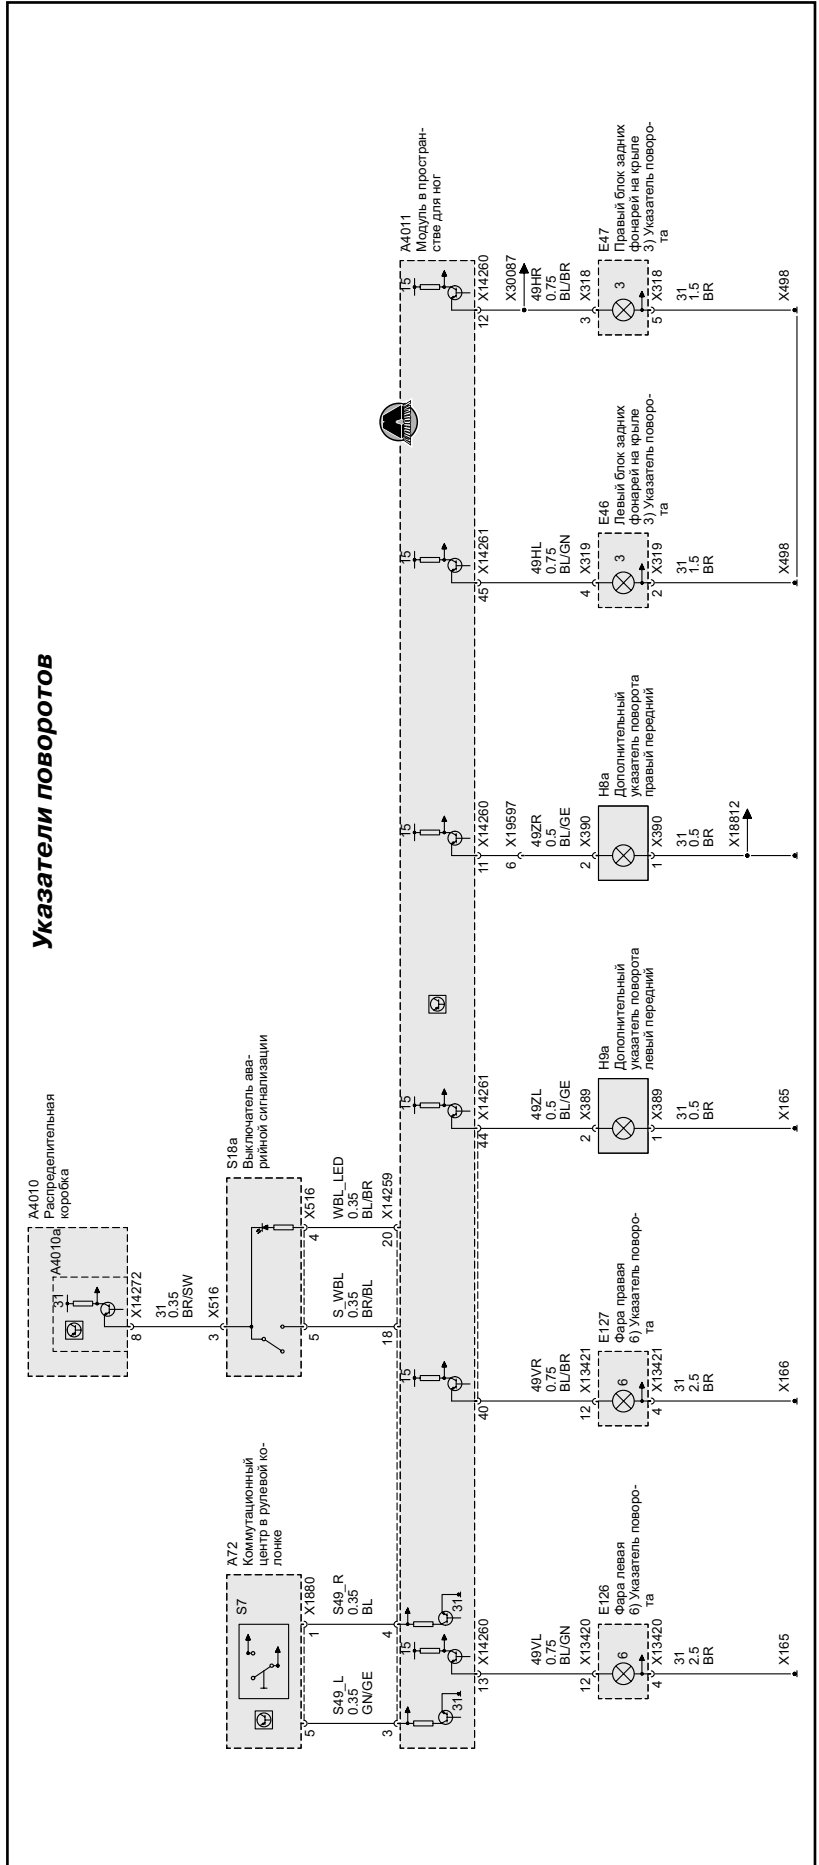 Указатели поворотов
A4010
Распределительная
коробка
A4010a
31
8
X14272
31
0.35
BR/SW
3
X516
A72
Коммутационный
центр в рулевой ко-
лонке
S7
5
1
X1880
S49_L
0.35
GN/GE
S49_R
0.35
BL
3
4
S18a
Выключатель ава-
рийной сигнализации
5
4
X516
S_WBL
0.35
BR/BL
WBL_LED
0.35
BL/BR
18
20
X14259
A4011
Модуль в простран-
стве для ног
31
15
31
15
15
15
15
15
13
X14260
40
44
X14261
11
X14260
45
X14261
12
X14260
6
X19597
X30087
49VL
0.75
BL/GN
12
X13420
49VR
0.75
BL/BR
12
X13421
49ZL
0.5
BL/GE
2
X389
49ZR
0.5
BL/GE
2
X390
49HL
0.75
BL/GN
4
X319
49HR
0.75
BL/BR
3
X318
E126
Фара левая
6) Указатель поворо-
та
6
4
X13420
E127
Фара правая
6) Указатель поворо-
та
6
4
X13421
H9a
Дополнительный
указатель поворота
левый передний
1
X389
H8a
Дополнительный
указатель поворота
правый передний
1
X390
E46
Левый блок задних
фонарей на крыле
3) Указатель поворо-
та
3
2
X319
E47
Правый блок задних
фонарей на крыле
3) Указатель поворо-
та
3
5
X318
31
2.5
BR
X165
31
2.5
BR
X166
31
0.5
BR
X165
31
0.5
BR
X18812
31
1.5
BR
X498
31
1.5
BR
X498